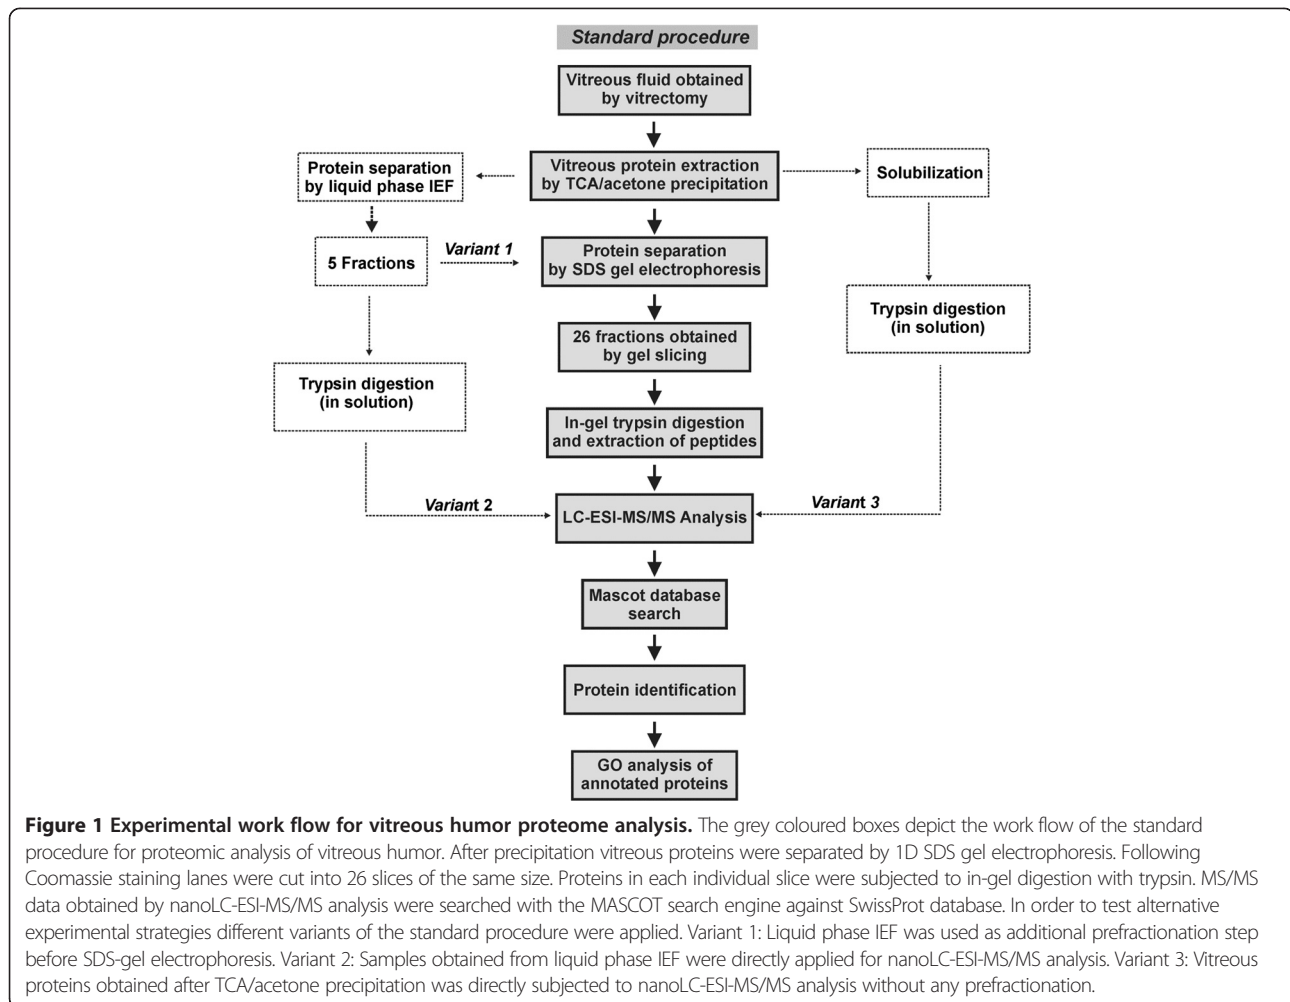 Standard procedure
Vitreous fluid obtained
by vitrectomy
Vitreous protein extraction
by TCA/acetone precipitation
Protein separation
by liquid phase IEF
Solubilization
5 Fractions
Variant 1
Protein separation
by SDS gel electrophoresis
Trypsin digestion
(in solution)
26 fractions obtained
by gel slicing
Trypsin digestion
(in solution)
In-gel trypsin digestion
and extraction of peptides
Variant 2
LC-ESI-MS/MS Analysis
Variant 3
Mascot database
search
Protein identification
GO analysis of
annotated proteins
Figure 1 Experimental work flow for vitreous humor proteome analysis. The grey coloured boxes depict the work flow of the standard
procedure for proteomic analysis of vitreous humor. After precipitation vitreous proteins were separated by 1D SDS gel electrophoresis. Following
Coomassie staining lanes were cut into 26 slices of the same size. Proteins in each individual slice were subjected to in-gel digestion with trypsin. MS/MS
data obtained by nanoLC-ESI-MS/MS analysis were searched with the MASCOT search engine against SwissProt database. In order to test alternative
experimental strategies different variants of the standard procedure were applied. Variant 1: Liquid phase IEF was used as additional prefractionation step
before SDS-gel electrophoresis. Variant 2: Samples obtained from liquid phase IEF were directly applied for nanoLC-ESI-MS/MS analysis. Variant 3: Vitreous
proteins obtained after TCA/acetone precipitation was directly subjected to nanoLC-ESI-MS/MS analysis without any prefractionation.